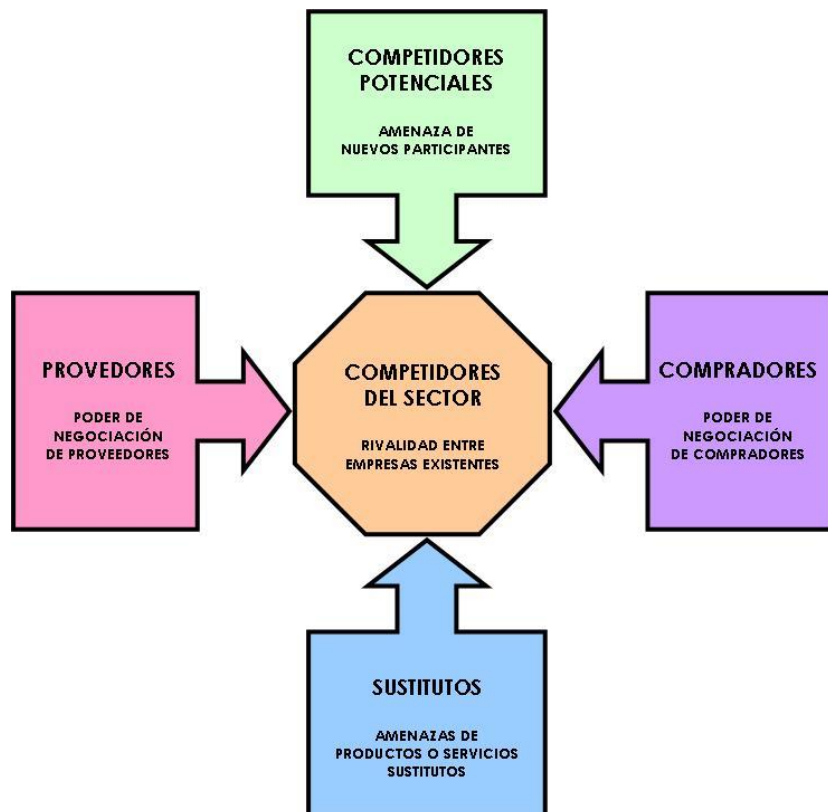 COMPETIDORES
POTENCIALES
AMENAZA DE
NUEVOS PARTICIPANTES
PROVEDORES
PODER DE
NEGOCIACIÓN
DE PROVEEDORES
COMPETIDORES
DEL SECTOR
RIVALIDAD ENTRE
EMPRESAS EXISTENTES
COMPRADORES
PODER DE
NEGOCIACIÓN
DE COMPRADORES
SUSTITUTOS
AMENAZAS DE
PRODUCTOS O SERVICIOS
SUSTITUTOS